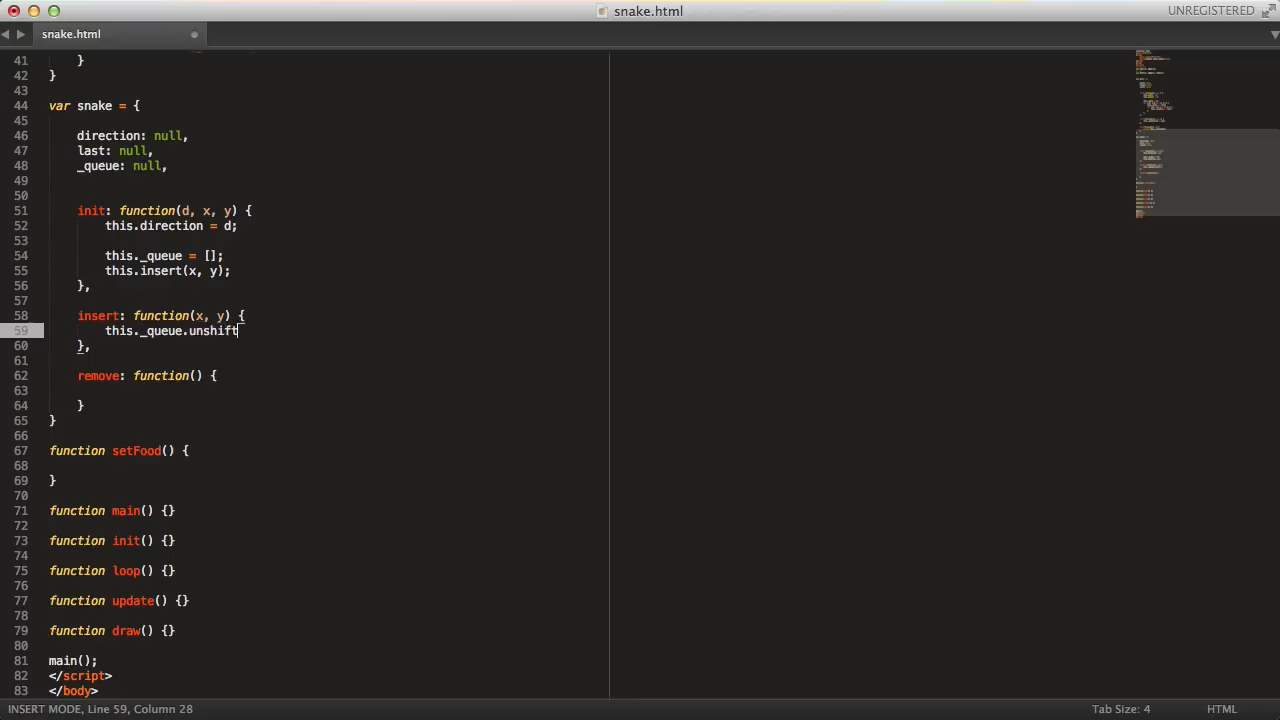 snake.html
UNREGISTERED
snake.html
41 }
42 }
43
44 var snake = {
45
46 direction: null,
47 last: null,
48 _queue: null,
49
50
51 init: function(d, x, y) {
52 this.direction = d;
53
54 this._queue = [];
55 this.insert(x, y);
56 },
57
58 insert: function(x, y) {
59 this._queue.unshift
60 },
61
62 remove: function() {
63
64 }
65 }
66
67 function setFood() {
68
69 }
70
71 function main() {}
72
73 function init() {}
74
75 function loop() {}
76
77 function update() {}
78
79 function draw() {}
80
81 main();
82 </script>
83 </body>
INSERT MODE, Line 59, Column 28
Tab Size: 4
HTML